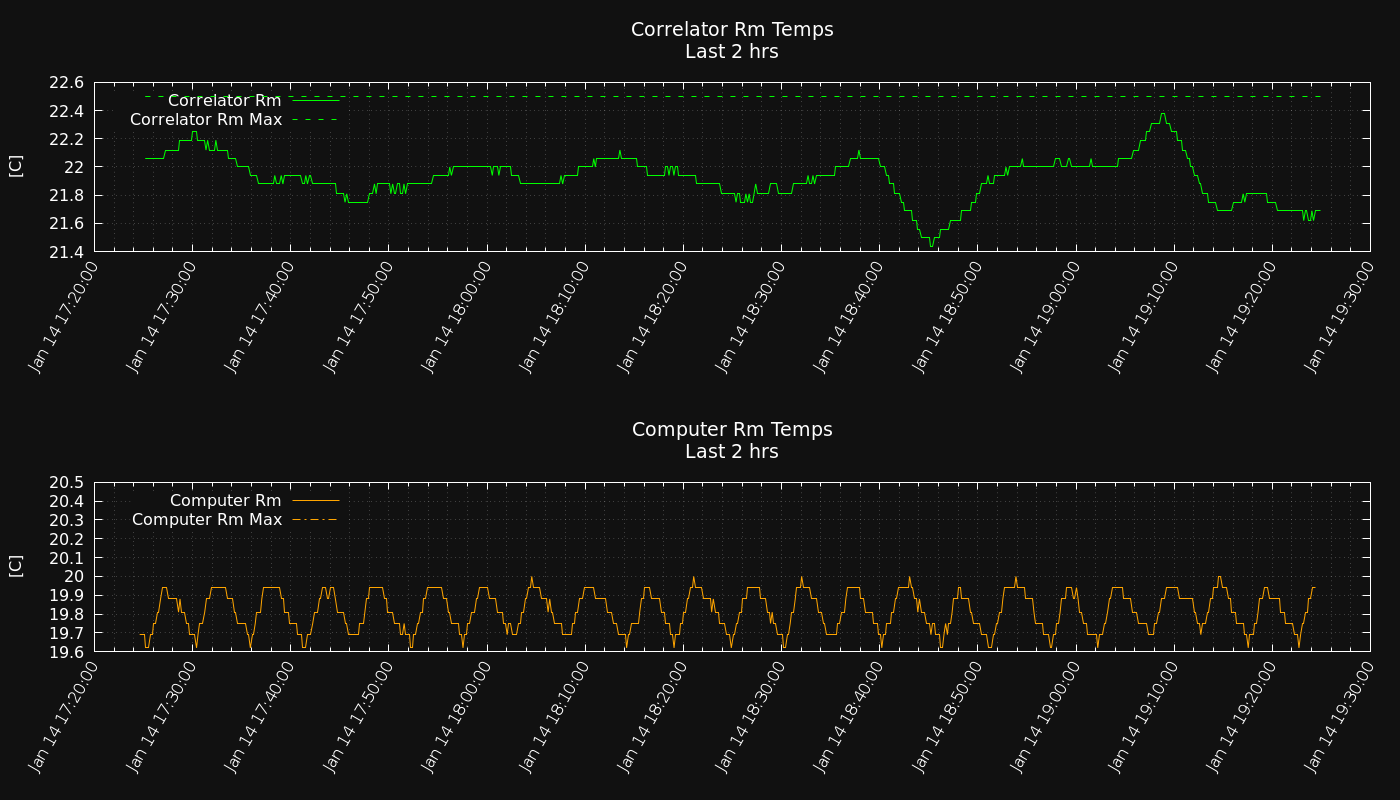 Correlator Rm Temps
Last 2 hrs
22.6
22.4
22.2
22
21.8
21.6
21.4
[C]
Correlator Rm
Correlator Rm Max
Jan 14 17:20:00
Jan 14 17:30:00
Jan 14 17:40:00
Jan 14 17:50:00
Jan 14 18:00:00
Jan 14 18:10:00
Jan 14 18:20:00
Jan 14 18:30:00
Jan 14 18:40:00
Jan 14 18:50:00
Jan 14 19:00:00
Jan 14 19:10:00
Jan 14 19:20:00
Jan 14 19:30:00
Computer Rm Temps
Last 2 hrs
20.5
20.4
20.3
20.2
20.1
20
19.9
19.8
19.7
19.6
[C]
Computer Rm
Computer Rm Max
Jan 14 17:20:00
Jan 14 17:30:00
Jan 14 17:40:00
Jan 14 17:50:00
Jan 14 18:00:00
Jan 14 18:10:00
Jan 14 18:20:00
Jan 14 18:30:00
Jan 14 18:40:00
Jan 14 18:50:00
Jan 14 19:00:00
Jan 14 19:10:00
Jan 14 19:20:00
Jan 14 19:30:00